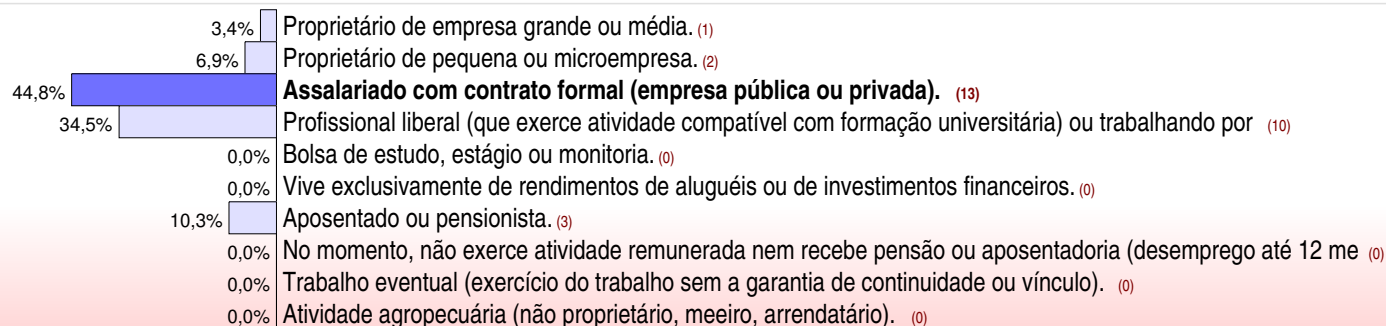 3,4% Proprietário de empresa grande ou média. (1)
6,9% Proprietário de pequena ou microempresa. (2)
44,8% Assalariado com contrato formal (empresa pública ou privada). (13)
34,5% Profissional liberal (que exerce atividade compatível com formação universitária) ou trabalhando por (10)
0,0% Bolsa de estudo, estágio ou monitoria. (0)
0,0% Vive exclusivamente de rendimentos de aluguéis ou de investimentos financeiros. (0)
10,3% Aposentado ou pensionista. (3)
0,0% No momento, não exerce atividade remunerada nem recebe pensão ou aposentadoria (desemprego até 12 me (0)
0,0% Trabalho eventual (exercício do trabalho sem a garantia de continuidade ou vínculo). (0)
0,0% Atividade agropecuária (não proprietário, meeiro, arrendatário). (0)